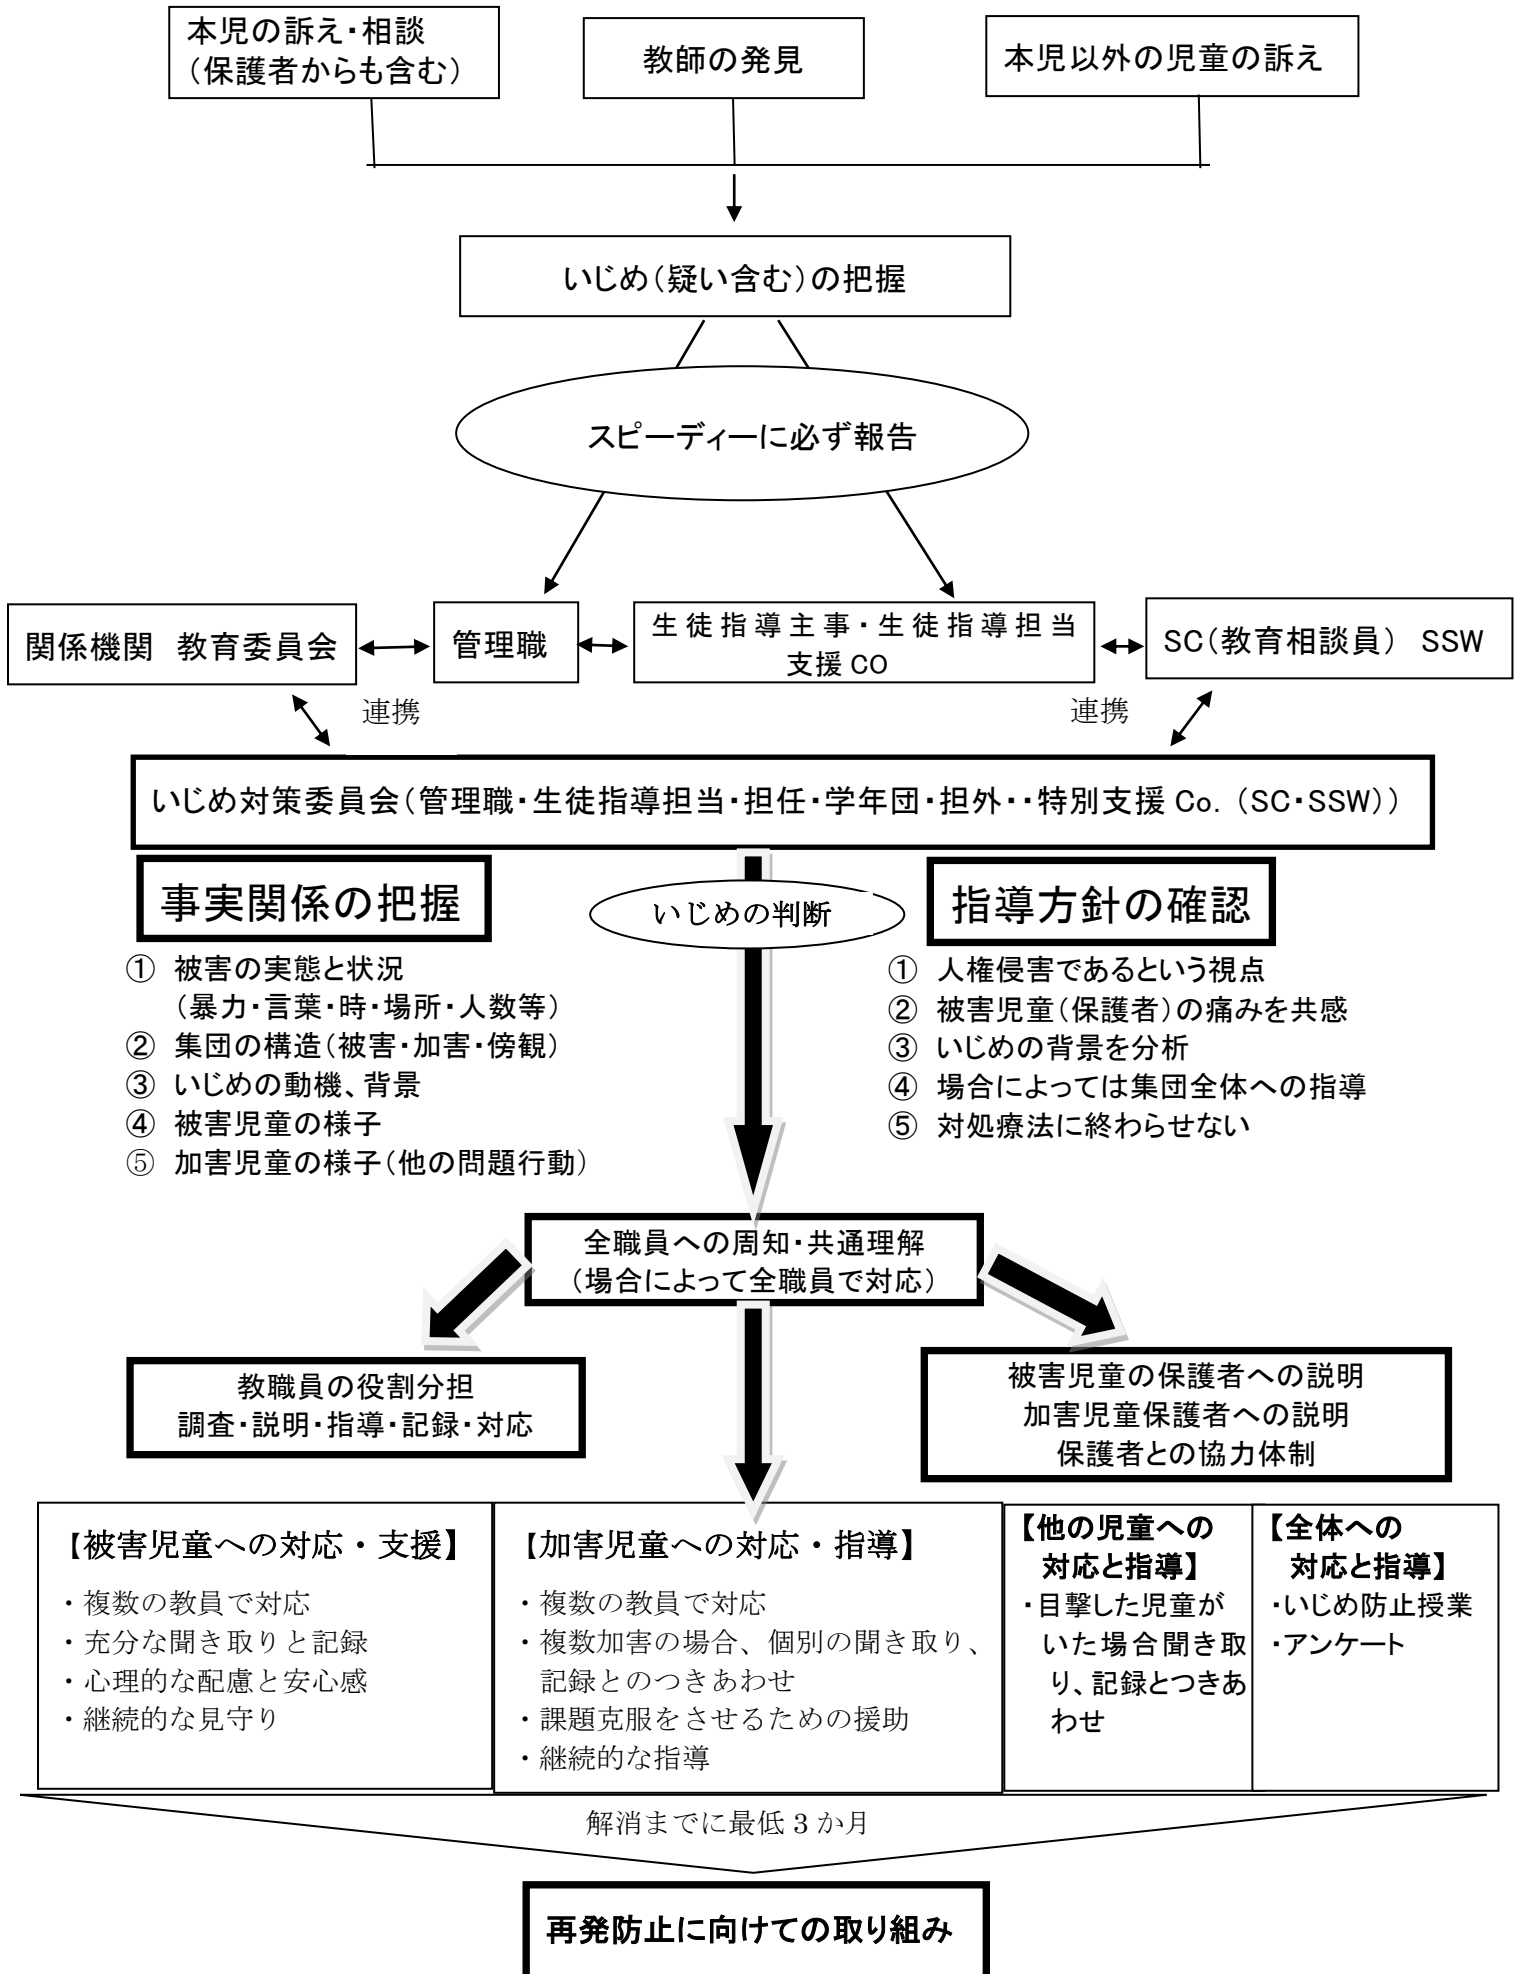 本児の訴え・相談
（保護者からも含む）
教師の発見
本児以外の児童の訴え
いじめ（疑い含む）の把握
スピーディーに必ず報告
関係機関　教育委員会
管理職
生徒指導主事・生徒指導担当
支援 CO
SC（教育相談員）　SSW
連携
連携
いじめ対策委員会（管理職・生徒指導担当・担任・学年団・担外・・特別支援 Co.（SC・SSW））
事実関係の把握
① 被害の実態と状況
（暴力・言葉・時・場所・人数等）
② 集団の構造（被害・加害・傍観）
③ いじめの動機、背景
④ 被害児童の様子
⑤ 加害児童の様子（他の問題行動）
いじめの判断
指導方針の確認
① 人権侵害であるという視点
② 被害児童（保護者）の痛みを共感
③ いじめの背景を分析
④ 場合によっては集団全体への指導
⑤ 対処療法に終わらせない
全職員への周知・共通理解
（場合によって全職員で対応）
教職員の役割分担
調査・説明・指導・記録・対応
被害児童の保護者への説明
加害児童保護者への説明
保護者との協力体制
【被害児童への対応・支援】
・複数の教員で対応
・充分な聞き取りと記録
・心理的な配慮と安心感
・継続的な見守り
【加害児童への対応・指導】
・複数の教員で対応
・複数加害の場合、個別の聞き取り、
記録とのつきあわせ
・課題克服をさせるための援助
・継続的な指導
【他の児童への
対応と指導】
・目撃した児童が
いた場合聞き取
り、記録とつきあ
わせ
【全体への
対応と指導】
・いじめ防止授業
・アンケート
解消までに最低 3 か月
再発防止に向けての取り組み